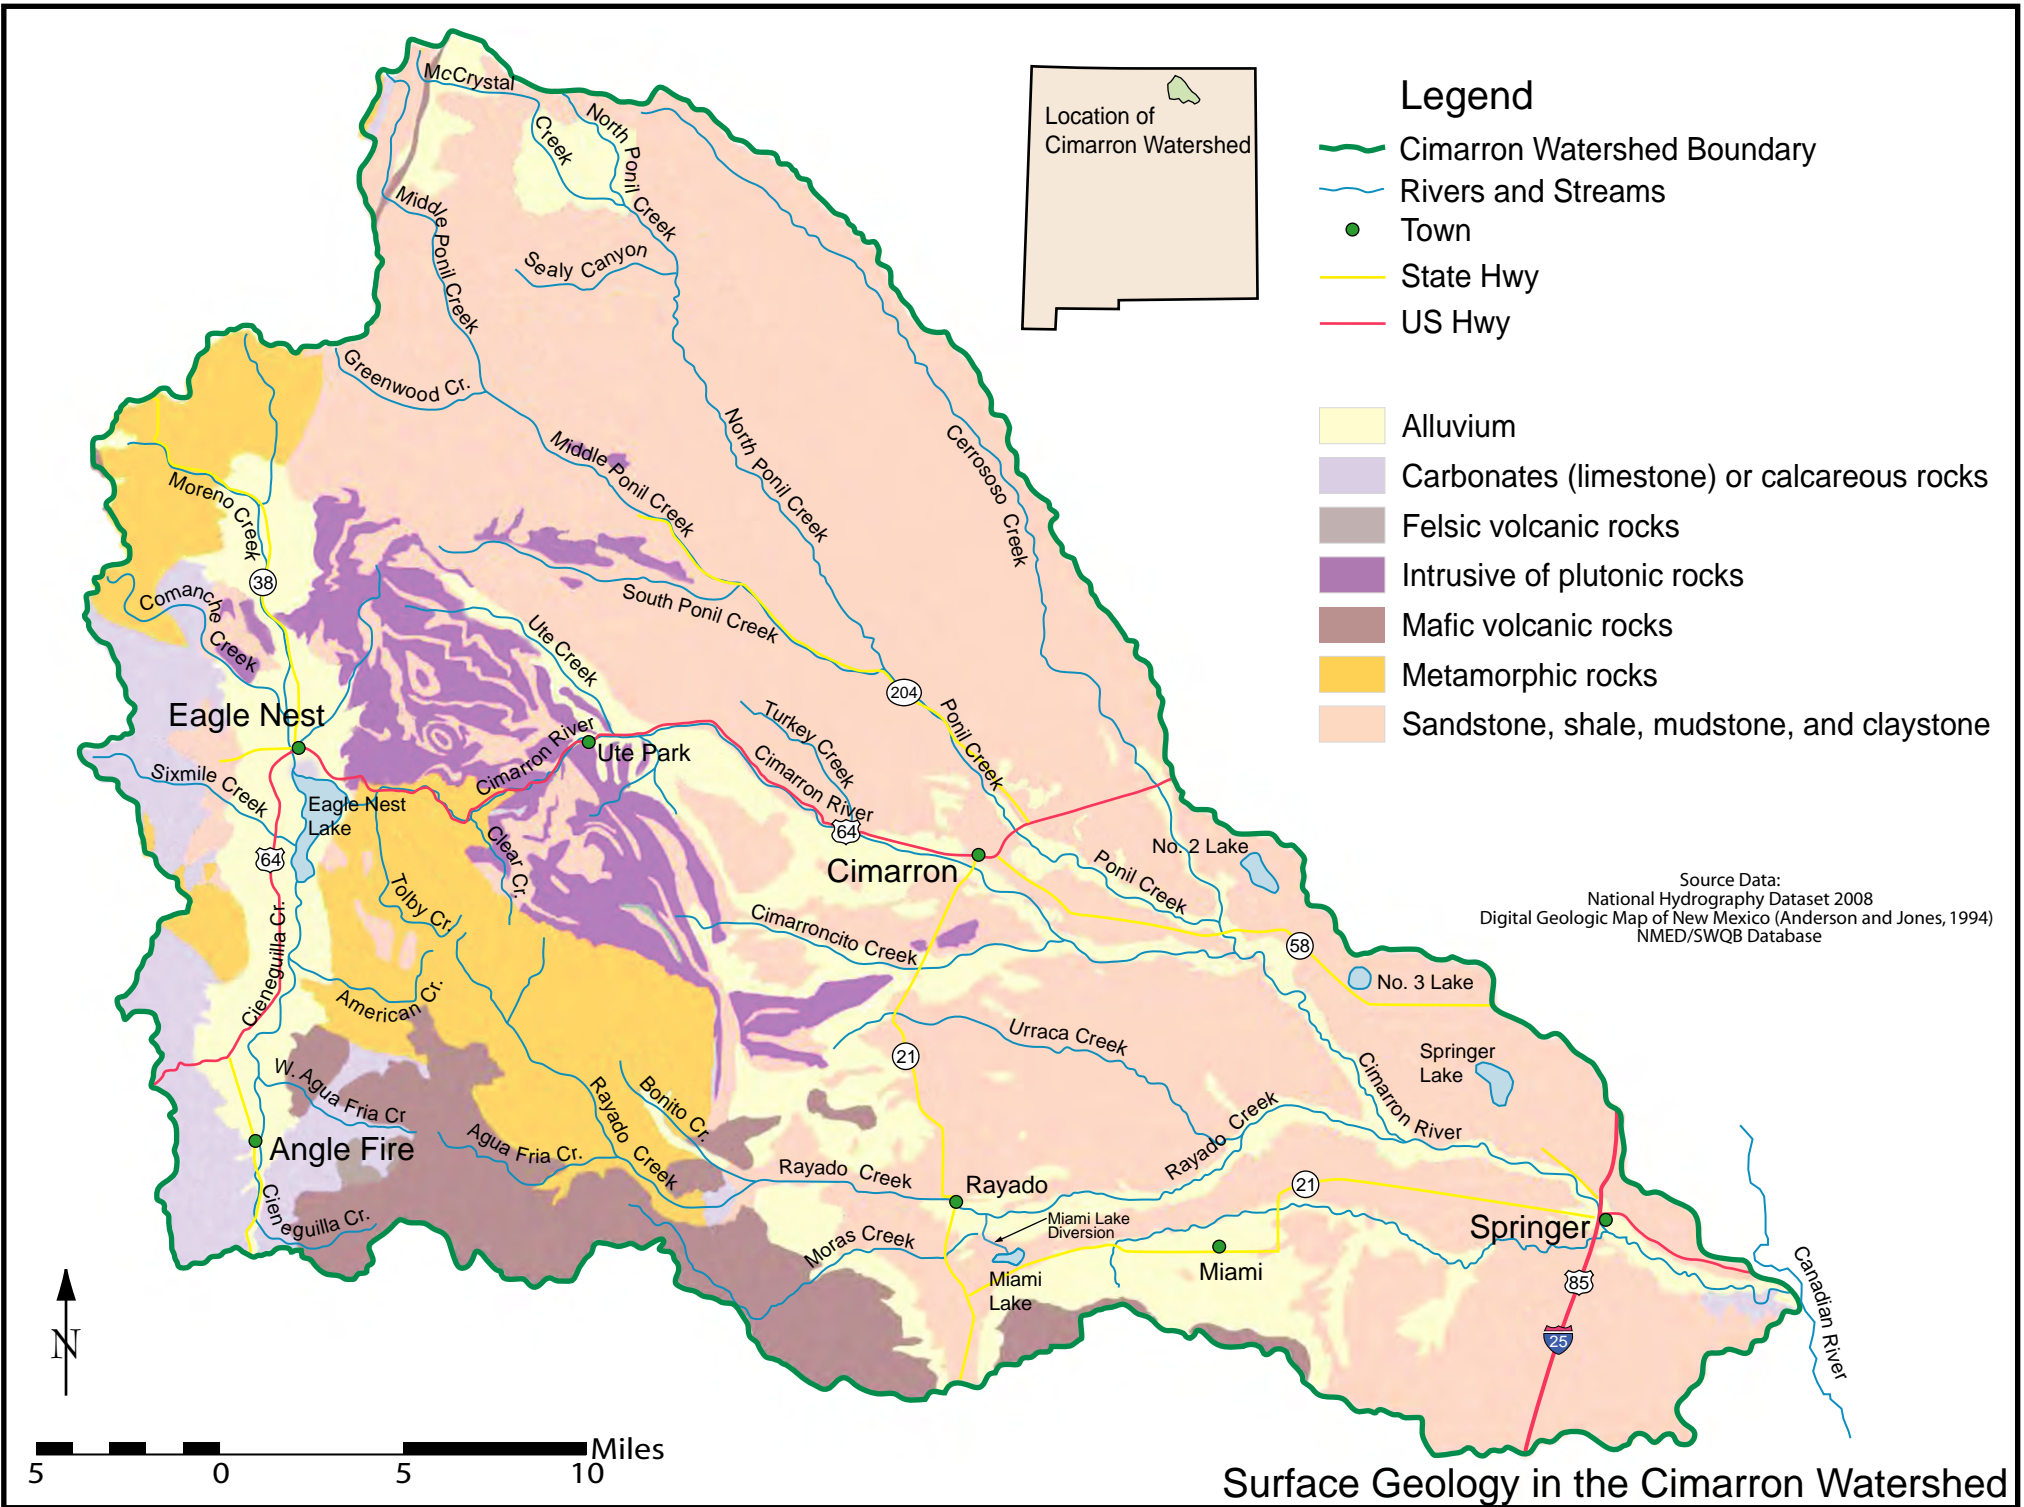 McCrystal
Creek
North Ponil Creek
Middle Ponil Creek
Sealy Canyon
Greenwood Cr.
Location of
Cimarron Watershed
Legend
Cimarron Watershed Boundary
Rivers and Streams
Town
State Hwy
US Hwy
Alluvium
Carbonates (limestone) or calcareous rocks
Felsic volcanic rocks
Intrusive of plutonic rocks
Mafic volcanic rocks
Metamorphic rocks
Sandstone, shale, mudstone, and claystone
Middle Ponil Creek
North Ponil Creek
Cerrososo Creek
Moreno Creek
38
Comanche
Creek
South Ponil Creek
Ute Creek
204
Ponil Creek
Eagle Nest
Cimarron River
Ute Park
Turkey Creek
Cimarron River
64
Sixmile Creek
Eagle Nest
Lake
64
Clear Cr.
Tolby Cr.
Cimarron
No. 2 Lake
Ponil Creek
Source Data:
National Hydrography Dataset 2008
Digital Geologic Map of New Mexico (Anderson and Jones, 1994)
NMED/SWQB Database
Cimarroncito Creek
58
No. 3 Lake
Cieneguilla Cr.
American Cr.
21
Urraca Creek
Springer
Lake
Cimarron River
W. Agua Fria Cr
Rayado Creek
Bonito Cr.
Angle Fire
Agua Fria Cr.
Rayado Creek
Rayado Creek
Rayado
21
Cieneguilla Cr.
Moras Creek
Miami Lake
Diversion
Miami
Lake
Miami
Springer
85
25
Canadian River
N
Miles
5 0 5 10
Surface Geology in the Cimarron Watershed